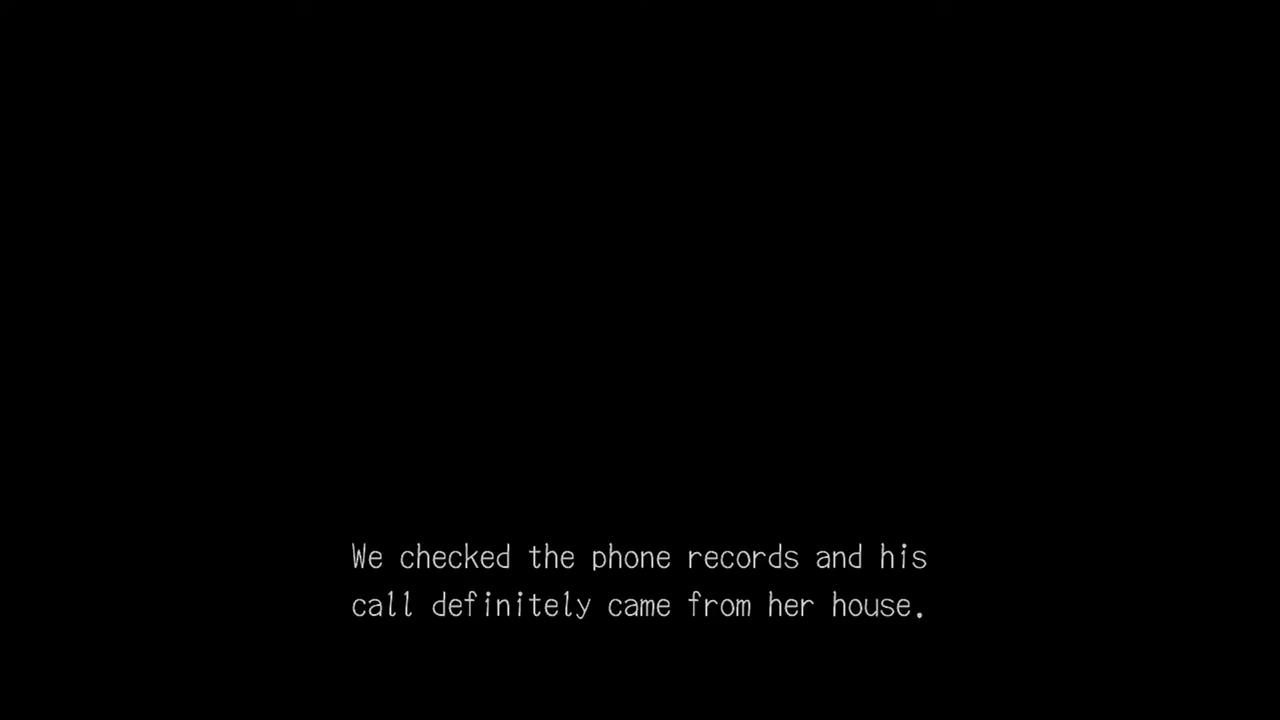 We checked the phone records and his
call definitely came from her house.